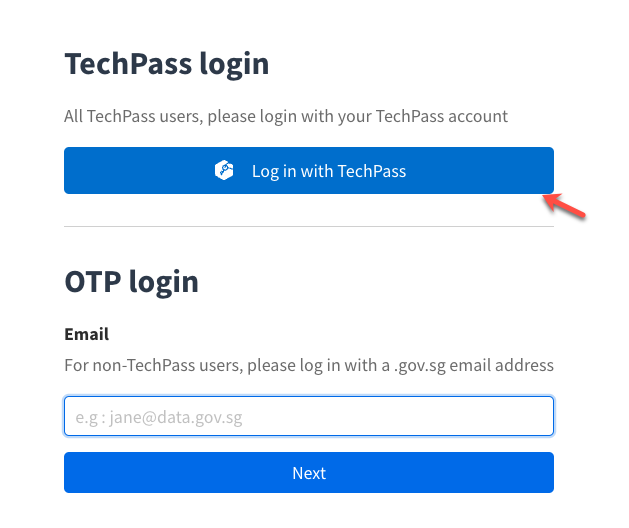 TechPass login
All TechPass users, please login with your TechPass account
Log in with TechPass
OTP login
Email
For non-TechPass users, please log in with a .gov.sg email address
e.g : jane@data.gov.sg
Next